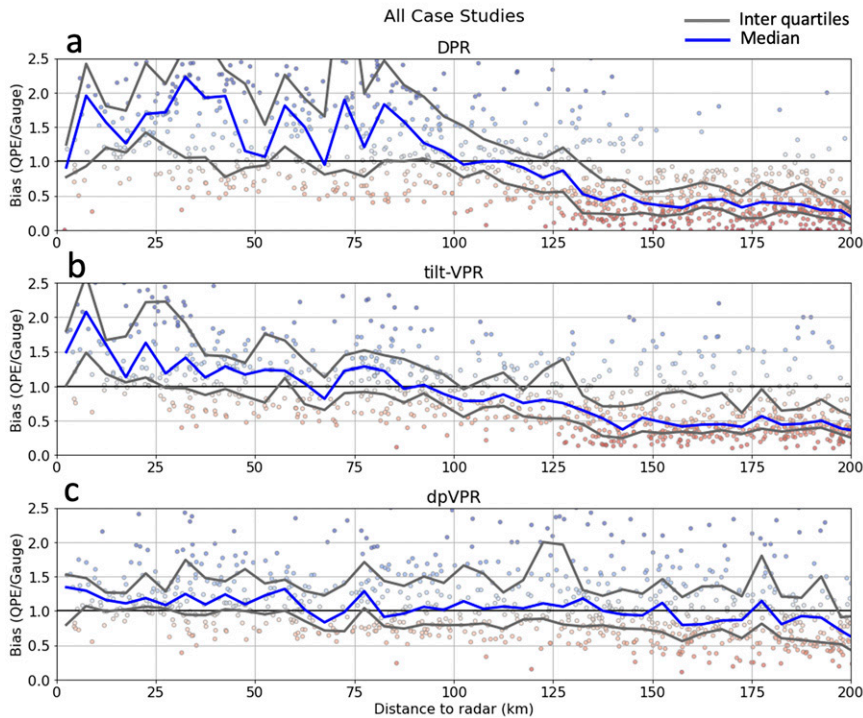 All Case Studies
Inter quartiles
Median
a
DPR
2.5
2.0
1.5
1.0
0.5
0.0
Bias (QPE/Gauge)
0 25 50 75 100 125 150 175 200
b
tilt-VPR
2.5
2.0
1.5
1.0
0.5
0.0
Bias (QPE/Gauge)
0 25 50 75 100 125 150 175 200
c
dpVPR
2.5
2.0
1.5
1.0
0.5
0.0
Bias (QPE/Gauge)
0 25 50 75 100 125 150 175 200
Distance to radar (km)